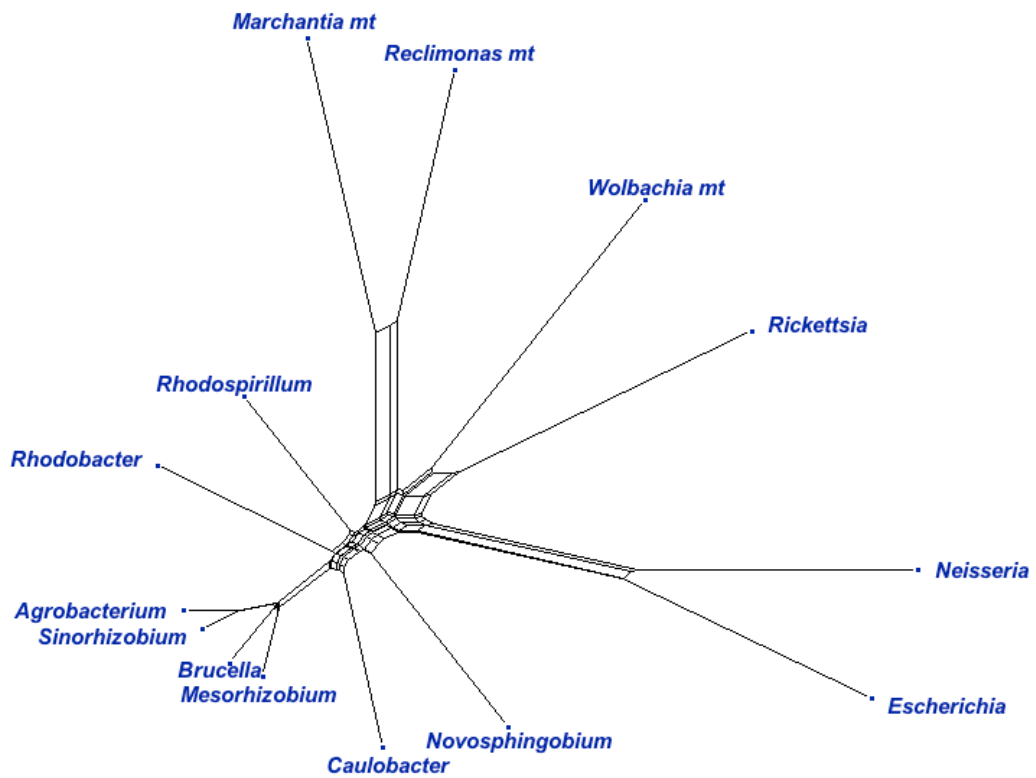 Marchantia mt
Reclimonas mt
Wolbachia mt
Rickettsia
Rhodospirillum
Rhodobacter
Neisseria
Agrobacterium
Sinorhizobium
Brucella
Mesorhizobium
Escherichia
Novosphingobium
Caulobacter